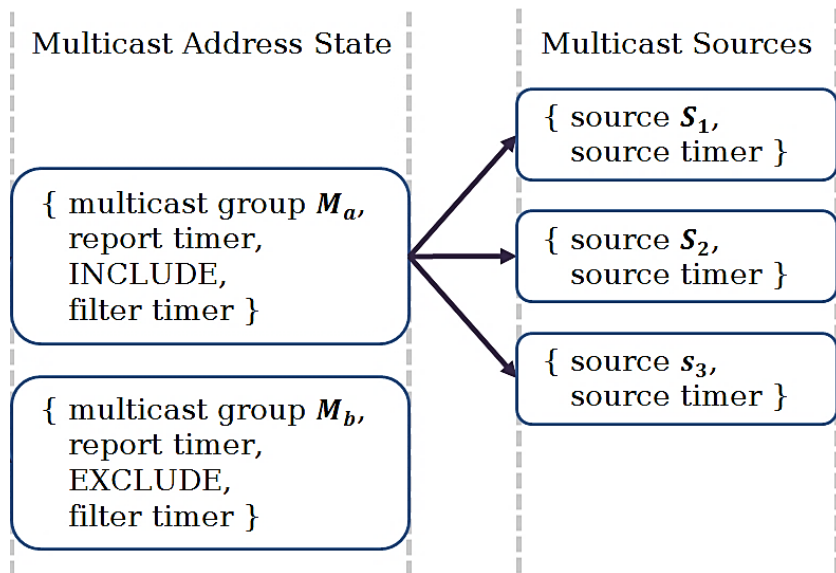 Multicast Address State
Multicast Sources
{ multicast group Mₐ,
report timer,
INCLUDE,
filter timer }
{ multicast group M_b,
report timer,
EXCLUDE,
filter timer }
{ source S₁,
source timer }
{ source S₂,
source timer }
{ source s₃,
source timer }